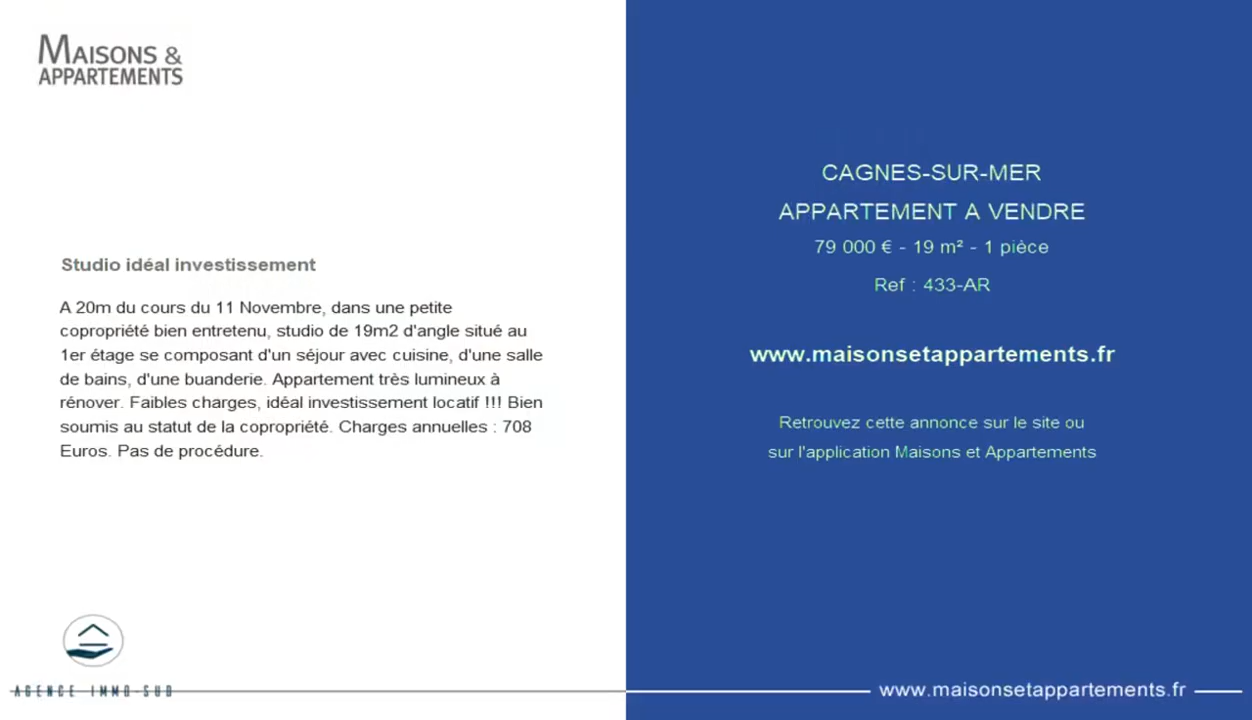 MAISONS &
APPARTEMENTS
Studio idéal investissement
A 20m du cours du 11 Novembre, dans une petite
copropriété bien entretenu, studio de 19m2 d'angle situé au
1er étage se composant d'un séjour avec cuisine, d'une salle
de bains, d'une buanderie. Appartement très lumineux à
rénover. Faibles charges, idéal investissement locatif !!! Bien
soumis au statut de la copropriété. Charges annuelles : 708
Euros. Pas de procédure.
AGENCE IMMO-SUD
CAGNES-SUR-MER
APPARTEMENT A VENDRE
79 000 € - 19 m² - 1 pièce
Ref : 433-AR
www.maisonsetappartements.fr
Retrouvez cette annonce sur le site ou
sur l'application Maisons et Appartements
www.maisonsetappartements.fr